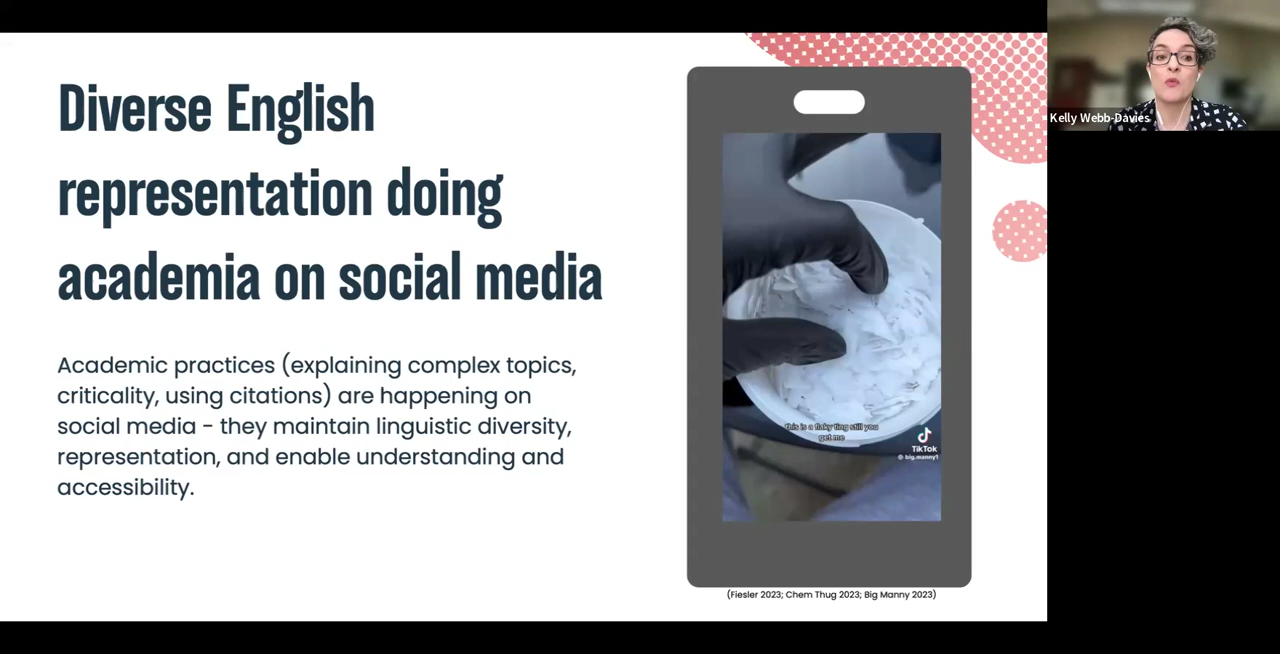 Diverse English
representation doing
academia on social media
Academic practices (explaining complex topics,
criticality, using citations) are happening on
social media - they maintain linguistic diversity,
representation, and enable understanding and
accessibility.
this is a flaky ting still you
get me
TikTok
@big.manny1
(Fiesler 2023; Chem Thug 2023; Big Manny 2023)
Kelly Webb-Davies